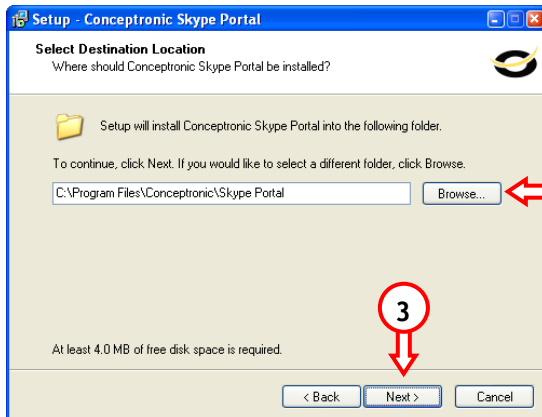 Setup - Conceptronic Skype Portal
Select Destination Location
Where should Conceptronic Skype Portal be installed?
Setup will install Conceptronic Skype Portal into the following folder.
To continue, click Next. If you would like to select a different folder, click Browse.
C:\Program Files\Conceptronic\Skype Portal
Browse...
3
At least 4.0 MB of free disk space is required.
< Back Next > Cancel